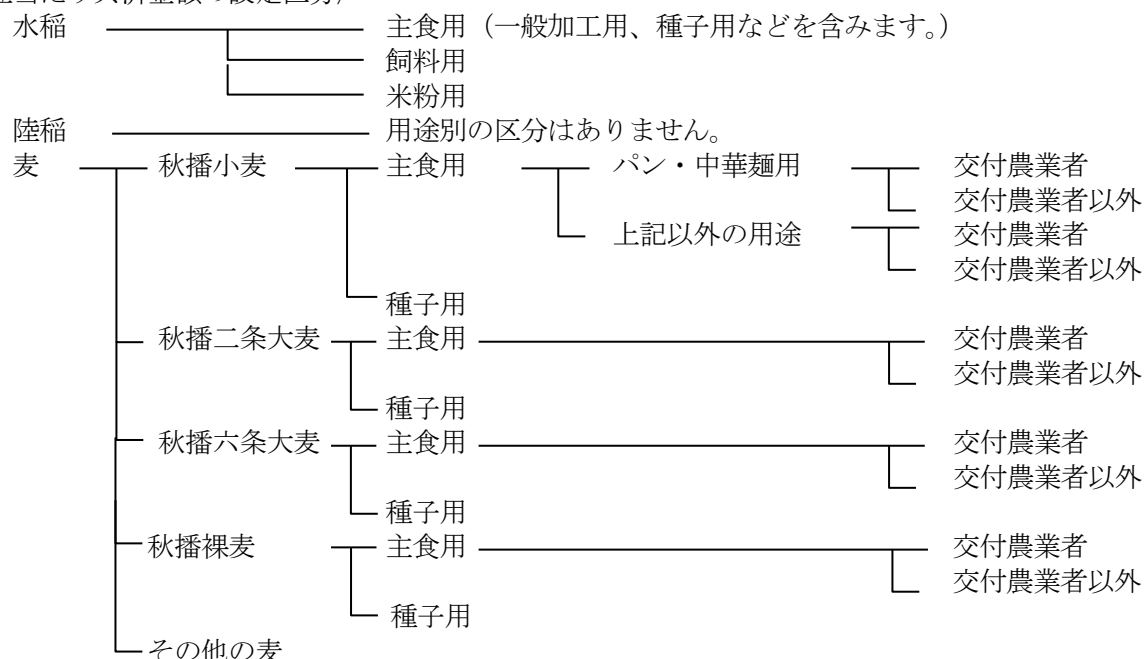 水稲 主食用（一般加工用、種子用などを含みます。）
飼料用
米粉用
陸稲 用途別の区分はありません。
麦 秋播小麦 主食用 パン・中華麺用 交付農業者
交付農業者以外
上記以外の用途 交付農業者
交付農業者以外
種子用
秋播二条大麦 主食用 交付農業者
交付農業者以外
種子用
秋播六条大麦 主食用 交付農業者
交付農業者以外
種子用
秋播裸麦 主食用 交付農業者
交付農業者以外
種子用
その他の麦